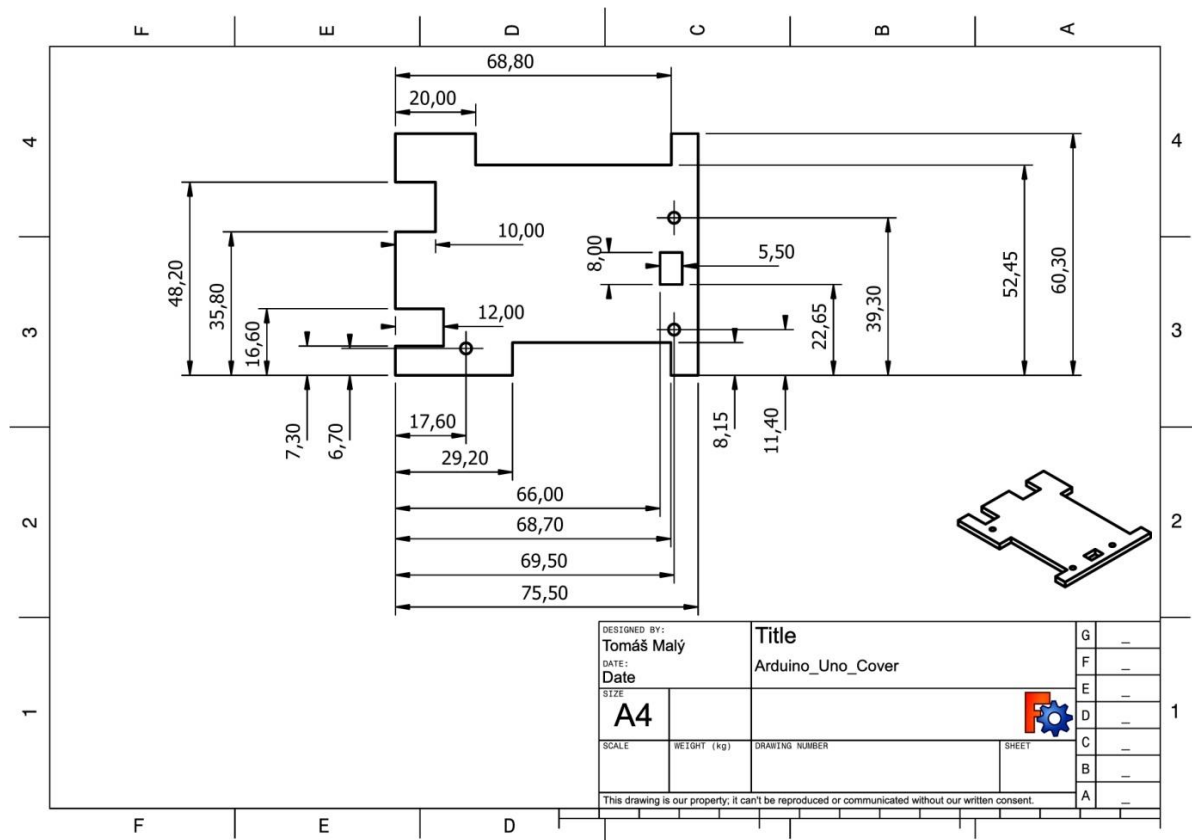 F E D C B A
68,80
20,00
4 4
10,00
8,00
5,50
48,20
35,80
52,45
60,30
39,30
22,65
3 3
16,60
12,00
7,30
6,70
17,60
8,15
11,40
29,20
66,00
2 2
68,70
69,50
75,50
DESIGNED BY:
Tomáš Malý
DATE:
Date
Title
Arduino_Uno_Cover
G _
F _
E _
D _
C _
B _
A _
SIZE
A4
1 1
SCALE
WEIGHT (kg)
DRAWING NUMBER
SHEET
This drawing is our property; it can't be reproduced or communicated without our written consent.
F E D